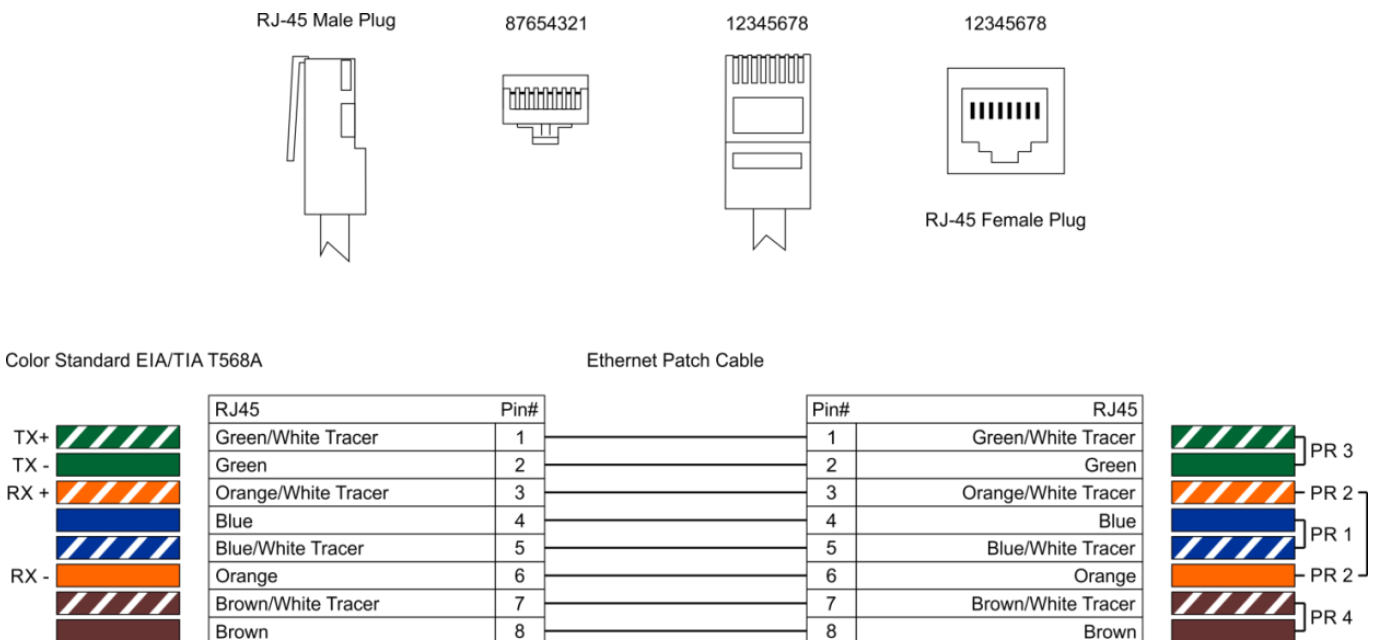 RJ-45 Male Plug
87654321
12345678
12345678
RJ-45 Female Plug
Color Standard EIA/TIA T568A
Ethernet Patch Cable
RJ45 Pin# Pin# RJ45
TX+ Green/White Tracer 1 1 Green/White Tracer
PR 3
TX - Green 2 2 Green
RX + Orange/White Tracer 3 3 Orange/White Tracer PR 2
Blue 4 4 Blue
PR 1
Blue/White Tracer 5 5 Blue/White Tracer
RX - Orange 6 6 Orange PR 2
Brown/White Tracer 7 7 Brown/White Tracer
PR 4
Brown 8 8 Brown